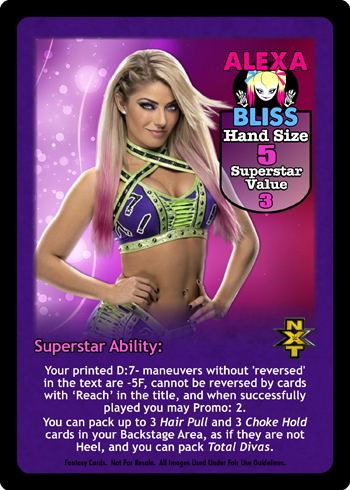 ALEXA
BLISS
Hand Size
5
Superstar
Value
3
NXT
Superstar Ability:
Your printed D:7- maneuvers without 'reversed'
in the text are -5F, cannot be reversed by cards
with ‘Reach’ in the title, and when successfully
played you may Promo: 2.
You can pack up to 3 Hair Pull and 3 Choke Hold
cards in your Backstage Area, as if they are not
Heel, and you can pack Total Divas.
Fantasy Cards. Not For Resale. All Images Used Under Fair Use Guidelines.